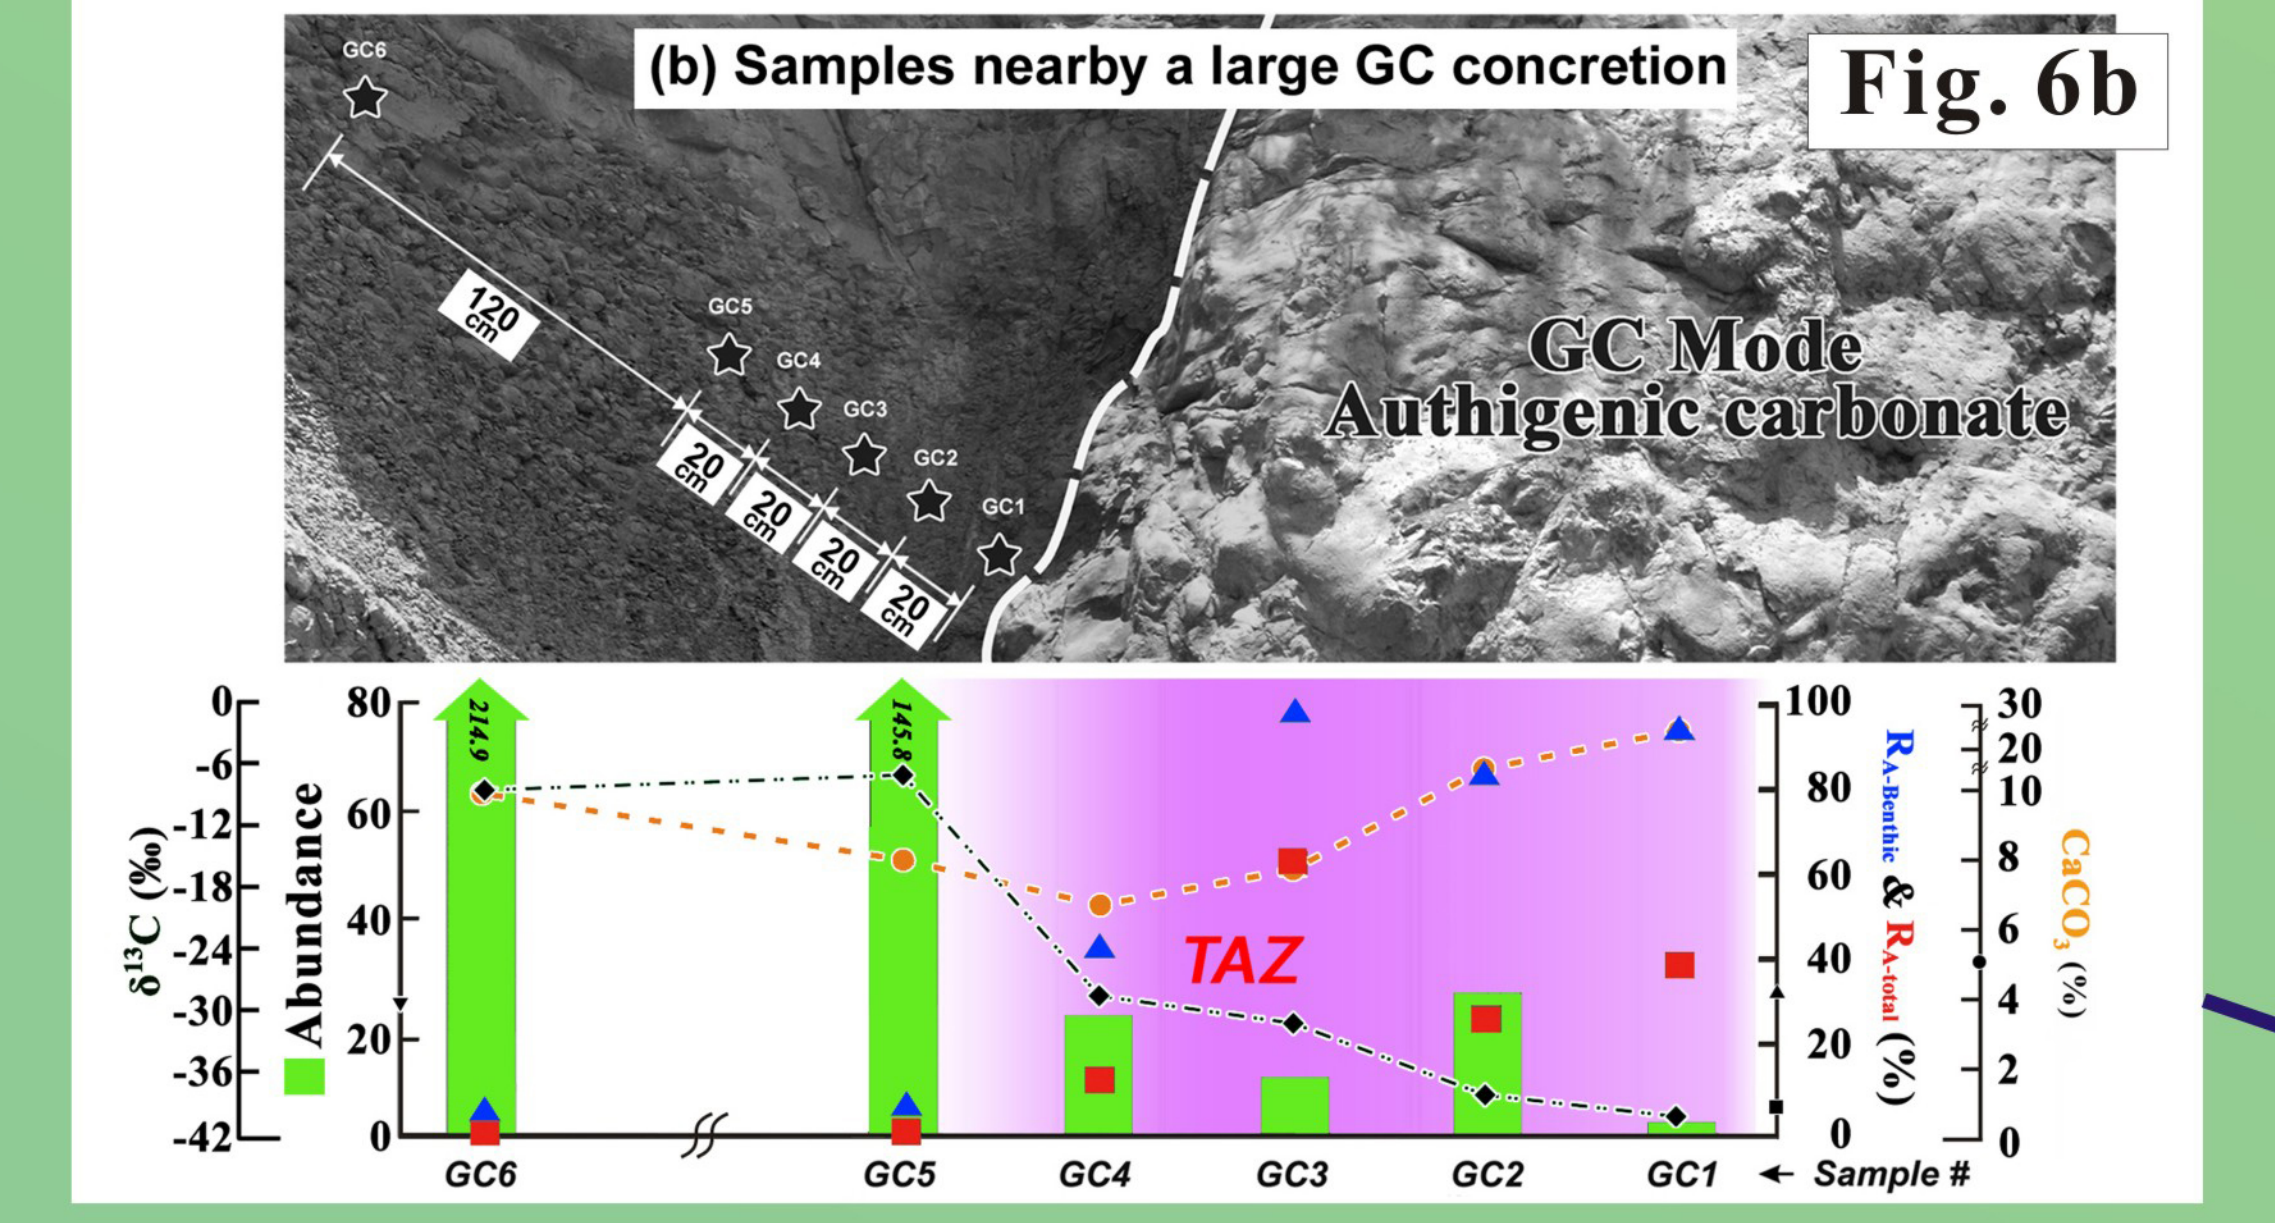 GC6
(b) Samples nearby a large GC concretion
Fig. 6b
120
cm
GC5
GC4
GC3
GC2
GC1
20
cm
20
cm
20
cm
20
cm
GC Mode
Authigenic carbonate
δ¹³C (‰)
0
-6
-12
-18
-24
-30
-36
-42
Abundance
80
60
40
20
0
214.9
145.8
TAZ
100
80
60
40
20
0
R A-Benthic & R A-total (%)
30
20
10
8
6
4
2
0
CaCO₃ (%)
GC6 GC5 GC4 GC3 GC2 GC1 ← Sample #